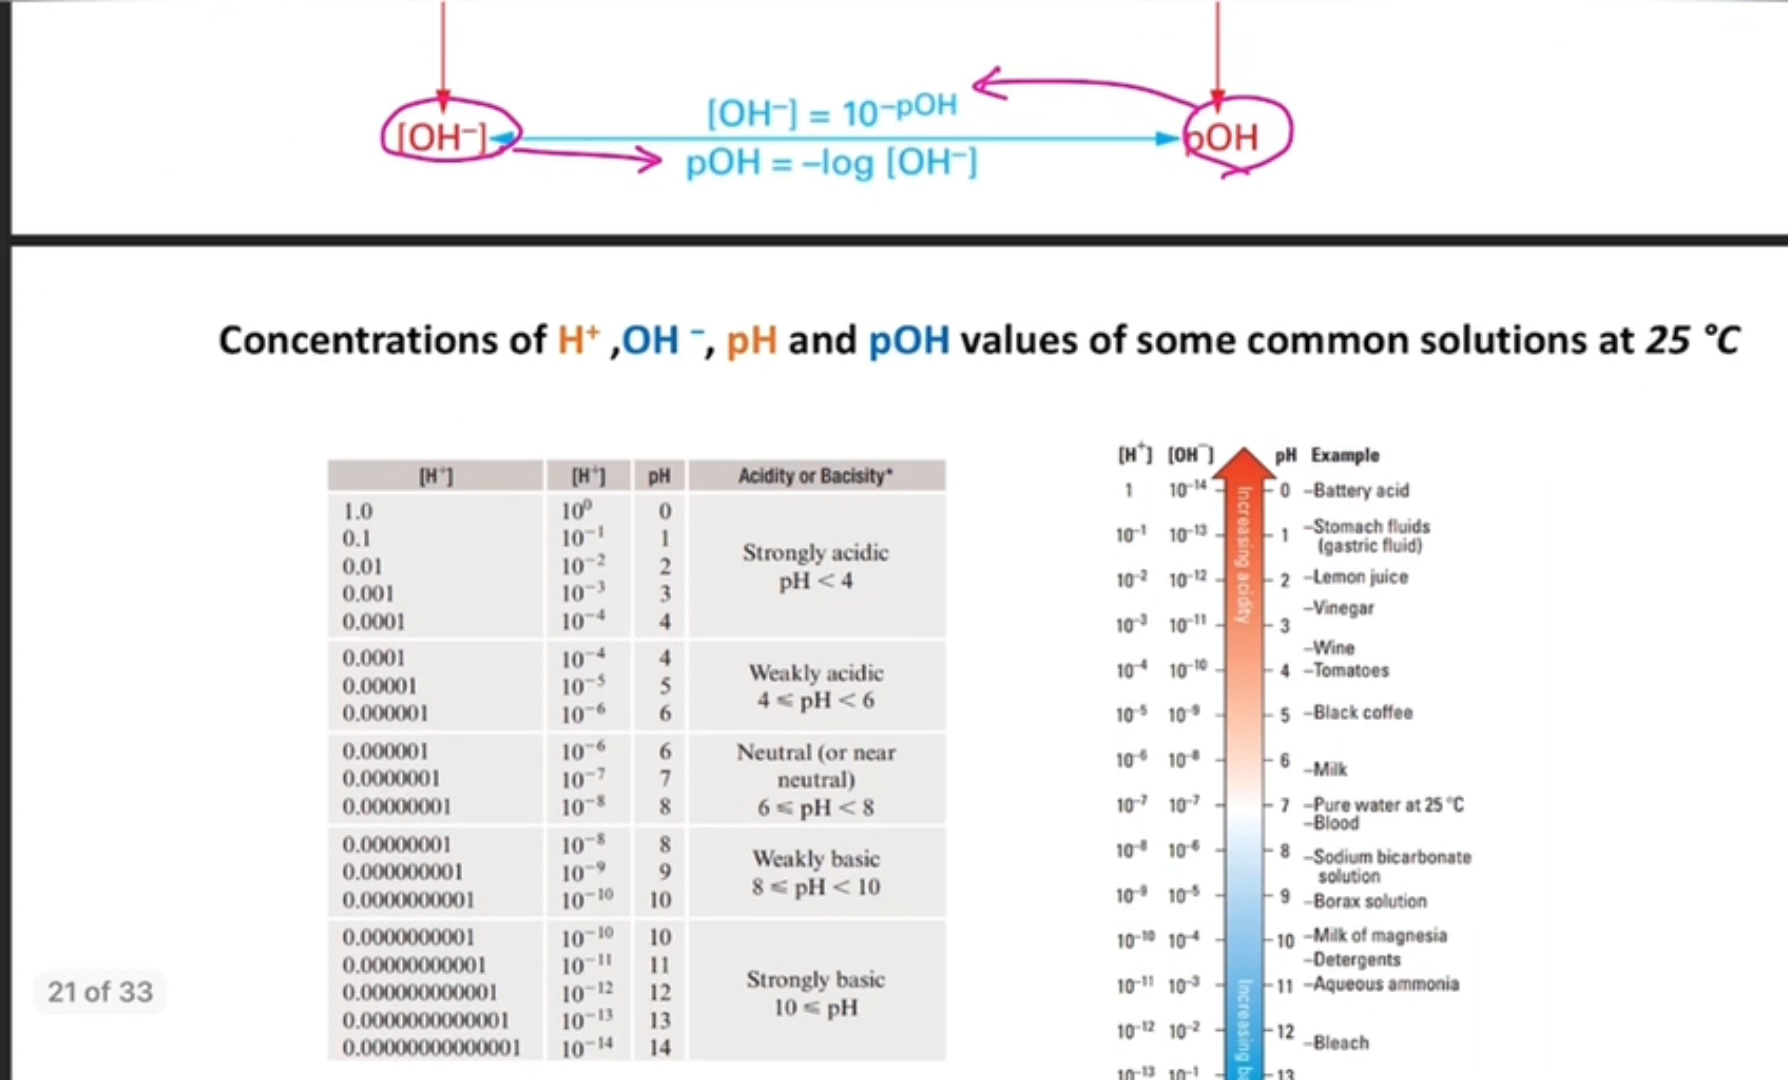 [OH⁻] = 10⁻ᵖᴼᴴ
[OH⁻]
pOH
pOH = –log [OH⁻]
Concentrations of H⁺ ,OH ⁻, pH and pOH values of some common solutions at 25 °C
[H⁺] [H⁺] pH Acidity or Bacisity*
1.0 10⁰ 0
0.1 10⁻¹ 1
0.01 10⁻² 2
0.001 10⁻³ 3
0.0001 10⁻⁴ 4
Strongly acidic
pH < 4
0.0001 10⁻⁴ 4
0.00001 10⁻⁵ 5
0.000001 10⁻⁶ 6
Weakly acidic
4 ⩽ pH < 6
0.000001 10⁻⁶ 6
0.0000001 10⁻⁷ 7
0.00000001 10⁻⁸ 8
Neutral (or near
neutral)
6 ⩽ pH < 8
0.00000001 10⁻⁸ 8
0.000000001 10⁻⁹ 9
0.0000000001 10⁻¹⁰ 10
Weakly basic
8 ⩽ pH < 10
0.0000000001 10⁻¹⁰ 10
0.00000000001 10⁻¹¹ 11
0.000000000001 10⁻¹² 12
0.0000000000001 10⁻¹³ 13
0.00000000000001 10⁻¹⁴ 14
Strongly basic
10 ⩽ pH
[H⁺] [OH⁻] pH Example
1 10⁻¹⁴ 0 –Battery acid
10⁻¹ 10⁻¹³ 1 –Stomach fluids
(gastric fluid)
10⁻² 10⁻¹² 2 –Lemon juice
–Vinegar
10⁻³ 10⁻¹¹ 3
–Wine
10⁻⁴ 10⁻¹⁰ 4 –Tomatoes
10⁻⁵ 10⁻⁹ 5 –Black coffee
10⁻⁶ 10⁻⁸ 6
–Milk
10⁻⁷ 10⁻⁷ 7 –Pure water at 25 °C
–Blood
10⁻⁸ 10⁻⁶ 8
–Sodium bicarbonate
solution
10⁻⁹ 10⁻⁵ 9
–Borax solution
10⁻¹⁰ 10⁻⁴ 10 –Milk of magnesia
–Detergents
10⁻¹¹ 10⁻³ 11 –Aqueous ammonia
10⁻¹² 10⁻² 12
–Bleach
10⁻¹³ 10⁻¹ 13
Increasing acidity
Increasing
21 of 33